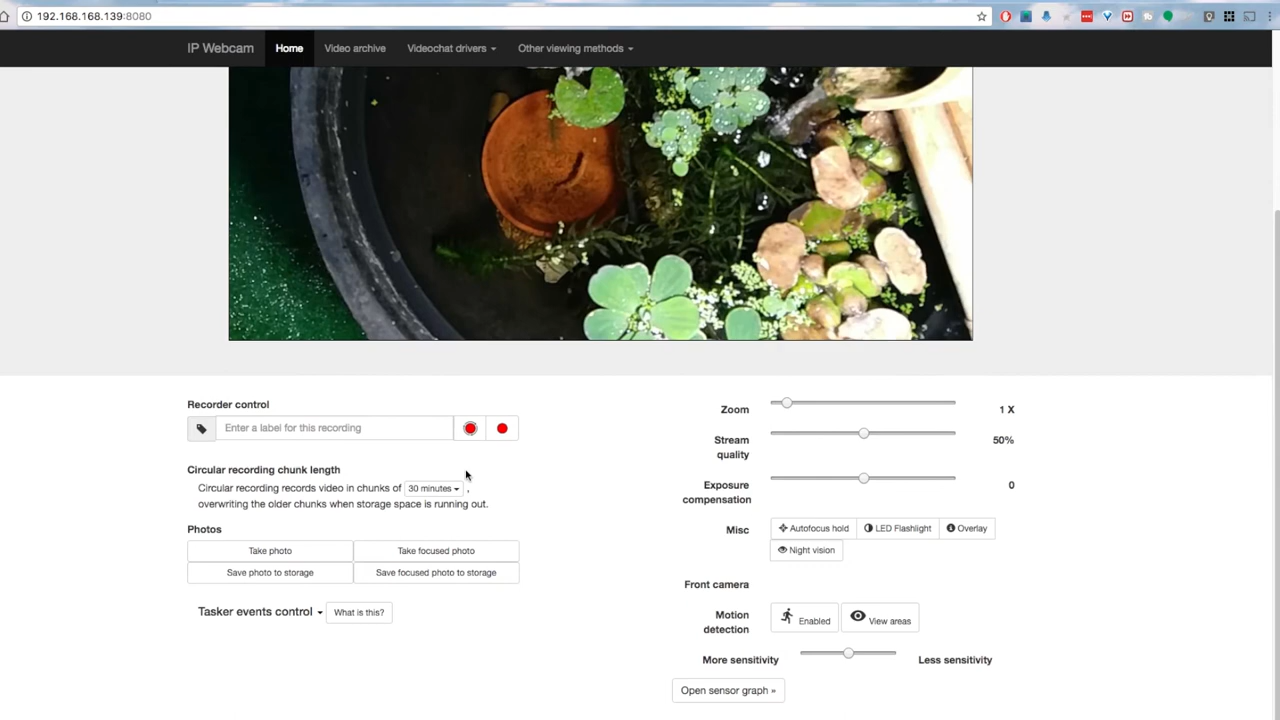 192.168.168.139:8080
IP Webcam Home Video archive Videochat drivers Other viewing methods
Recorder control
Enter a label for this recording
Circular recording chunk length
Circular recording records video in chunks of 30 minutes ,
overwriting the older chunks when storage space is running out.
Photos
Take photo Take focused photo
Save photo to storage Save focused photo to storage
Tasker events control What is this?
Zoom 1 X
Stream
quality 50%
Exposure
compensation 0
Misc Autofocus hold LED Flashlight Overlay
Night vision
Front camera
Motion
detection Enabled View areas
More sensitivity Less sensitivity
Open sensor graph »